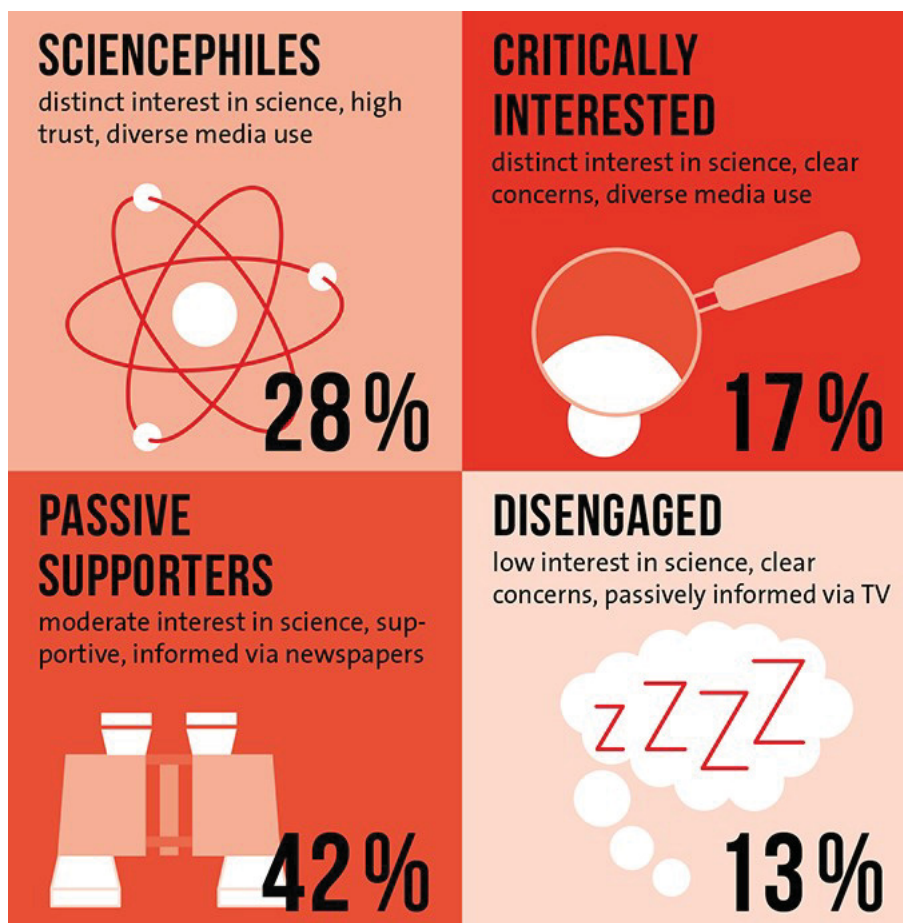 SCIENCEPHILES
distinct interest in science, high
trust, diverse media use
28%
CRITICALLY
INTERESTED
distinct interest in science, clear
concerns, diverse media use
17%
PASSIVE
SUPPORTERS
moderate interest in science, sup-
portive, informed via newspapers
42%
DISENGAGED
low interest in science, clear
concerns, passively informed via TV
z Z Z Z
13%